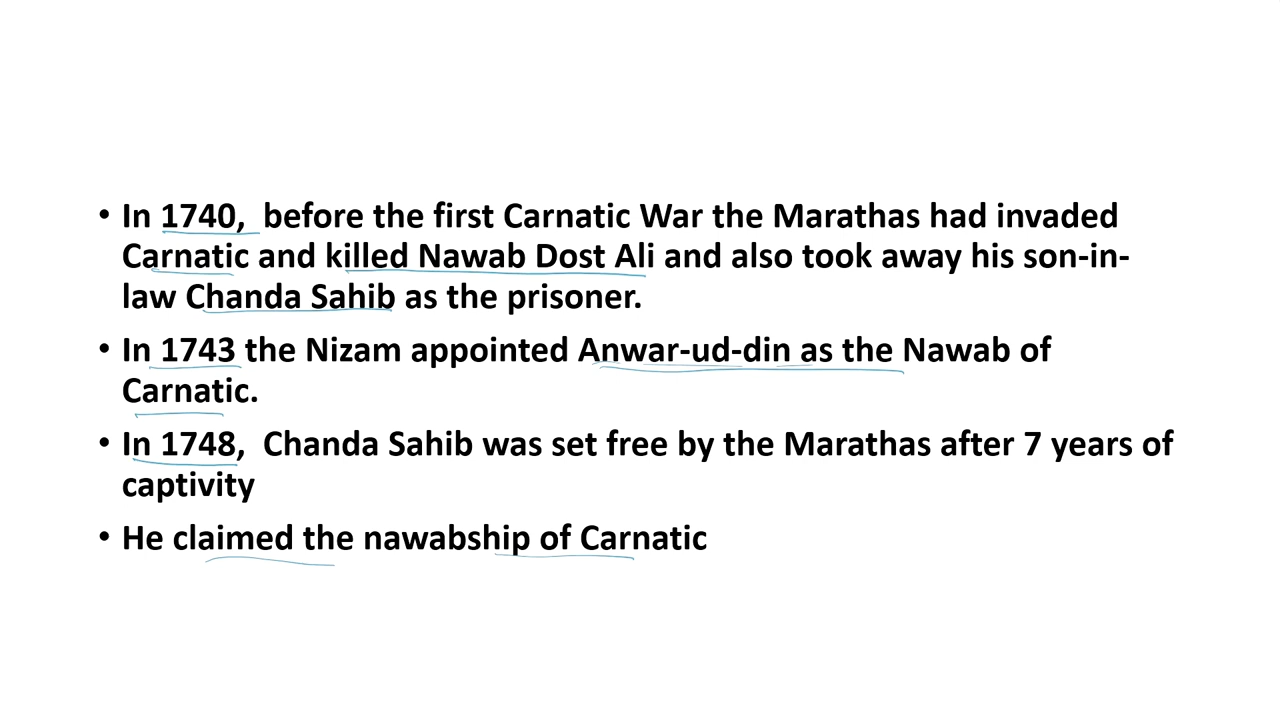 • In 1740,  before the first Carnatic War the Marathas had invaded
Carnatic and killed Nawab Dost Ali and also took away his son-in-
law Chanda Sahib as the prisoner.
• In 1743 the Nizam appointed Anwar-ud-din as the Nawab of
Carnatic.
• In 1748,  Chanda Sahib was set free by the Marathas after 7 years of
captivity
• He claimed the nawabship of Carnatic